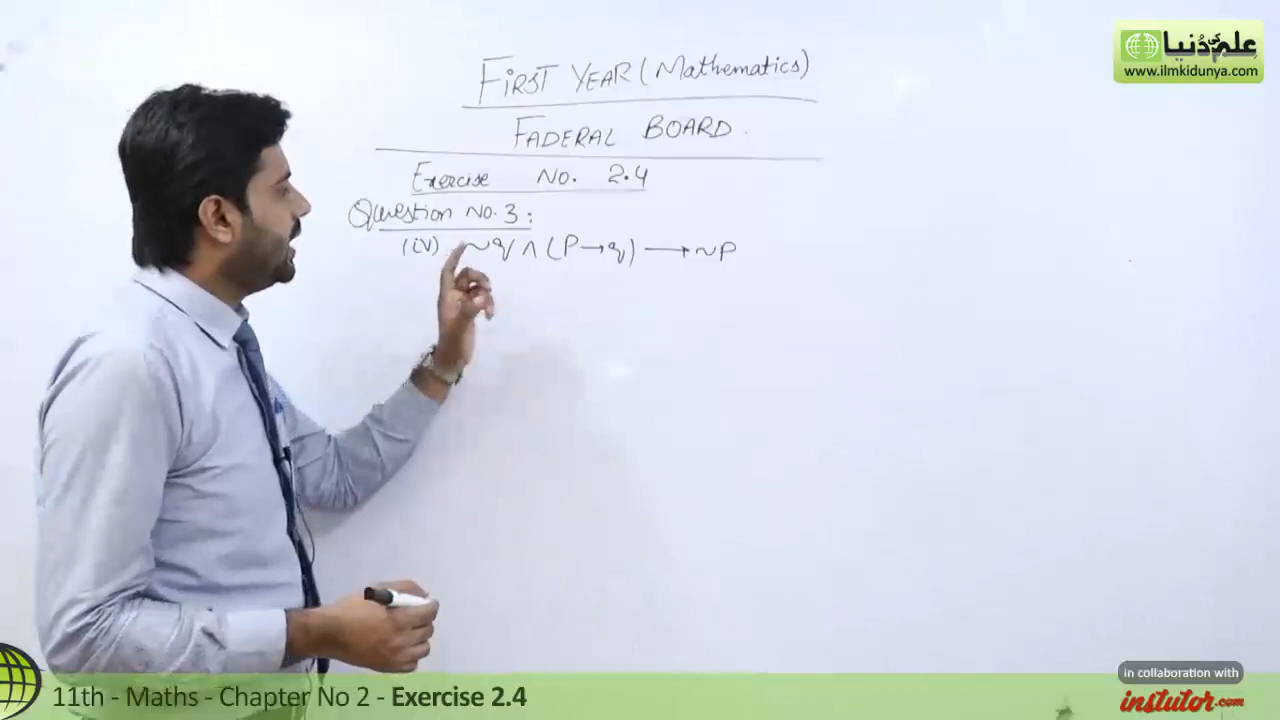 علم کی دُنیا
www.ilmkidunya.com
FIRST YEAR (Mathematics)
FADERAL BOARD.
Exercise No. 2.4
Question No. 3:
(iv) ~q ∧ (P → q) → ~P
in collaboration with
instutor.com
11th - Maths - Chapter No 2 - Exercise 2.4